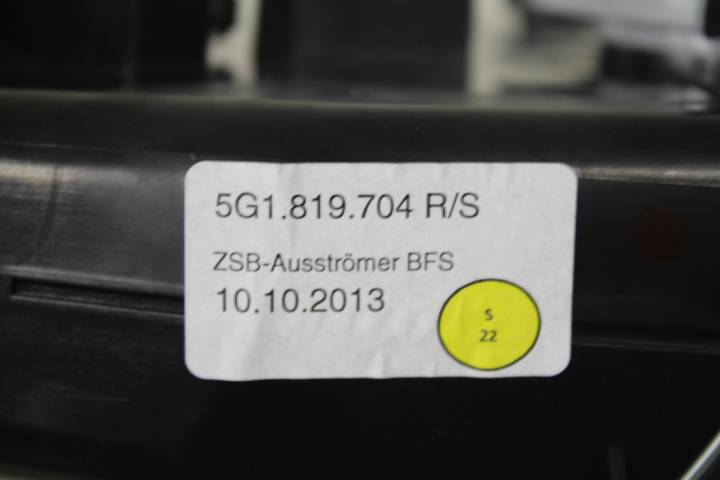 5G1.819.704 R/S
ZSB-Ausströmer BFS
10.10.2013
S
22